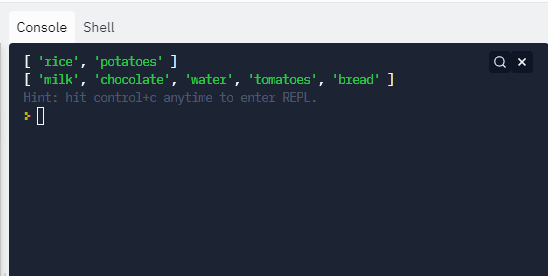 Console Shell
[ 'rice', 'potatoes' ]
[ 'milk', 'chocolate', 'water', 'tomatoes', 'bread' ]
Hint: hit control+c anytime to enter REPL.
>